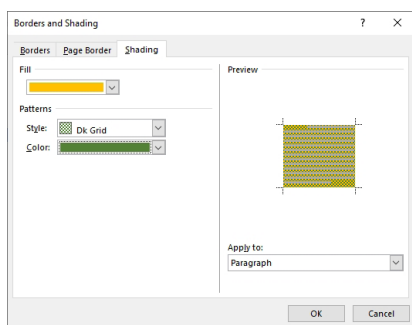 Borders and Shading
?
Borders Page Border Shading
Fill
Patterns
Style: Dk Grid
Color:
Preview
Apply to:
Paragraph
OK Cancel